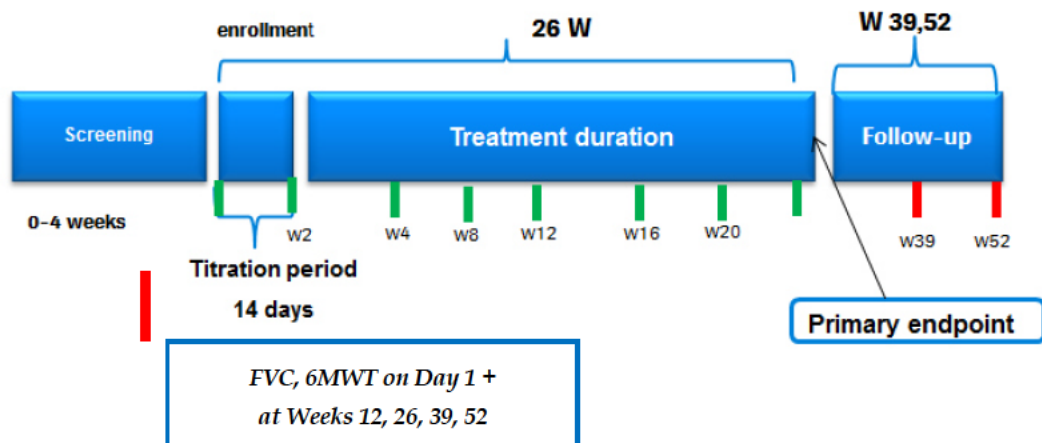 enrollment
26 W
W 39,52
Screening
Treatment duration
Follow-up
0-4 weeks
w2
w4
w8
w12
w16
w20
w39
w52
Titration period
14 days
Primary endpoint
FVC, 6MWT on Day 1 +
at Weeks 12, 26, 39, 52